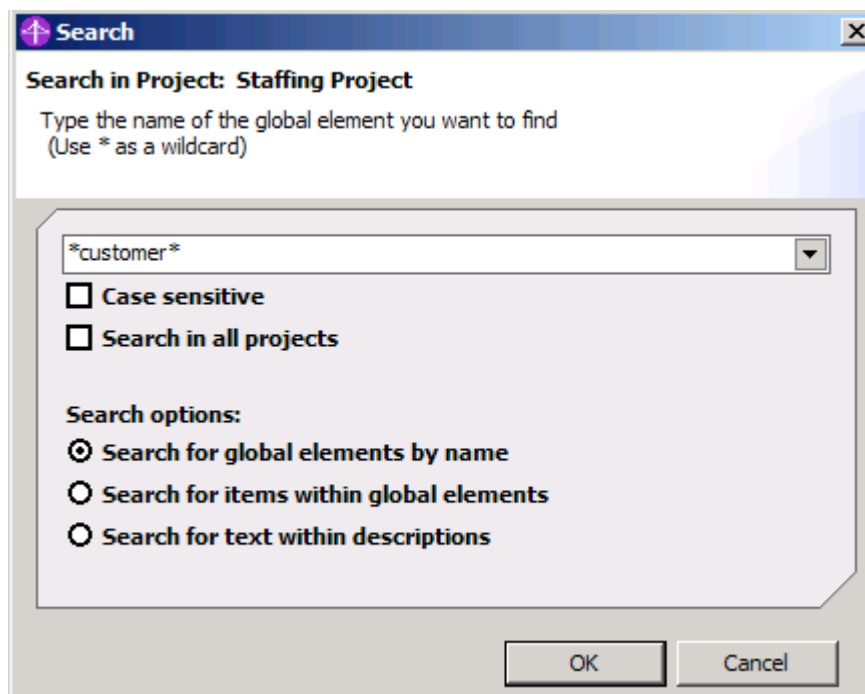 Search
Search in Project: Staffing Project
Type the name of the global element you want to find
(Use * as a wildcard)
*customer*
Case sensitive
Search in all projects
Search options:
Search for global elements by name
Search for items within global elements
Search for text within descriptions
OK
Cancel